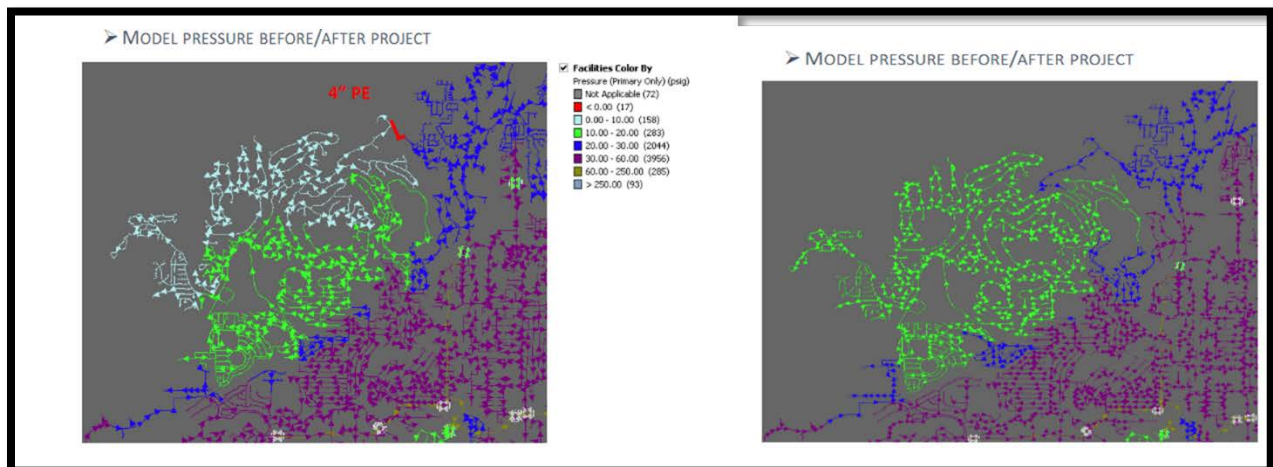 ➢ MODEL PRESSURE BEFORE/AFTER PROJECT
4" PE
Facilities Color By
Pressure (Primary Only) (psig)
Not Applicable (72)
< 0.00 (17)
0.00 - 10.00 (158)
10.00 - 20.00 (283)
20.00 - 30.00 (2044)
30.00 - 60.00 (3956)
60.00 - 250.00 (285)
> 250.00 (93)
➢ MODEL PRESSURE BEFORE/AFTER PROJECT